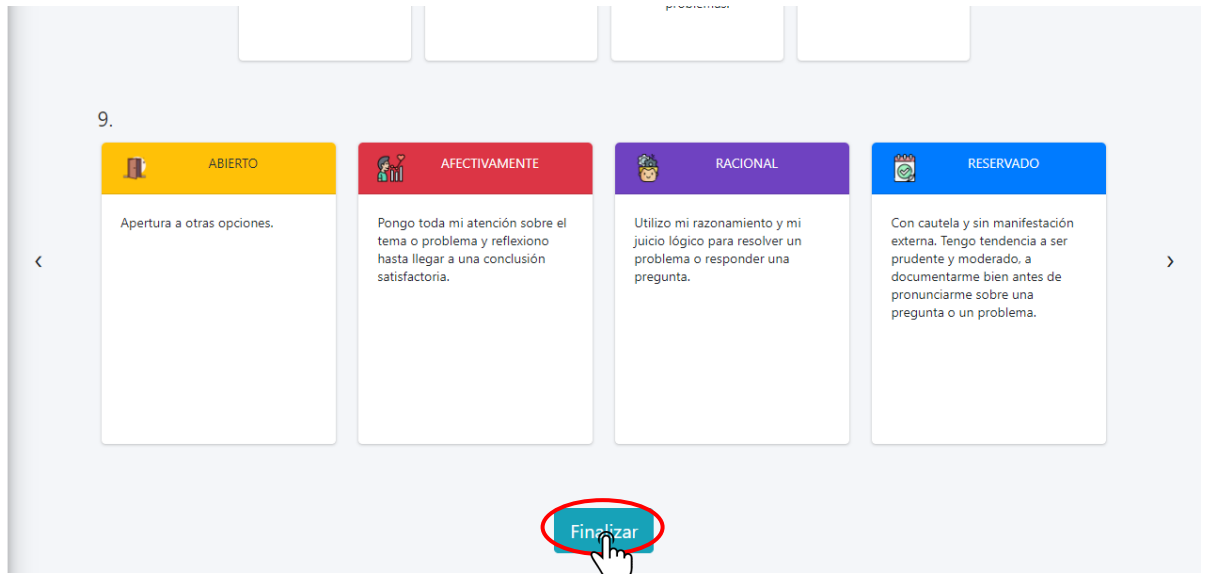 problemas.
9.
ABIERTO
Apertura a otras opciones.
AFECTIVAMENTE
Pongo toda mi atención sobre el
tema o problema y reflexiono
hasta llegar a una conclusión
satisfactoria.
RACIONAL
Utilizo mi razonamiento y mi
juicio lógico para resolver un
problema o responder una
pregunta.
RESERVADO
Con cautela y sin manifestación
externa. Tengo tendencia a ser
prudente y moderado, a
documentarme bien antes de
pronunciarme sobre una
pregunta o un problema.
Finalizar